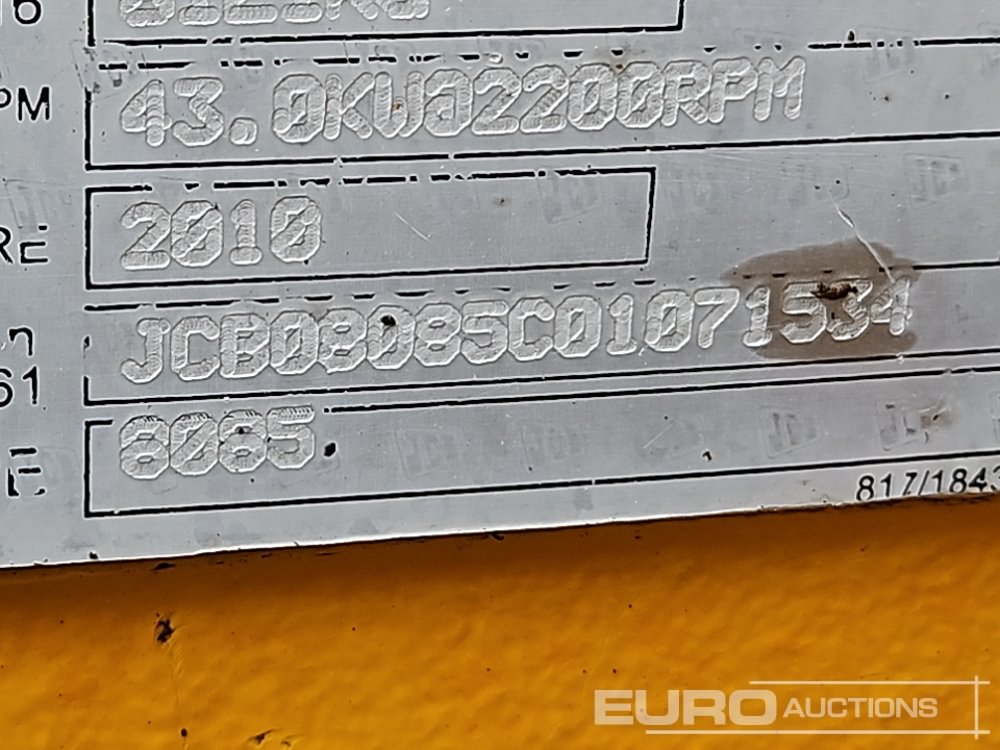 43.0KW@2200RPM
PM
2010
RE
JCB08085C01071534
61
8085
817/1843
EURO AUCTIONS